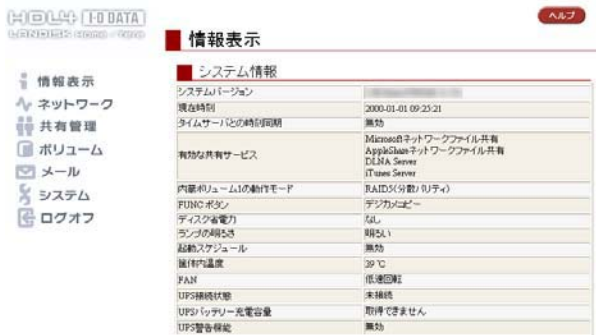 HDL4 I-O DATA
LANDISK Home / Tera
ヘルプ
情報表示
情報表示
ネットワーク
共有管理
ボリューム
メール
システム
ログオフ
システム情報
システムバージョン
現在時刻 2000-01-01 09:25:21
タイムサーバとの時刻同期 無効
有効な共有サービス Microsoftネットワークファイル共有
AppleShareネットワークファイル共有
DLNA Server
iTunes Server
内蔵ボリューム1の動作モード RAID5(分散パリティ)
FUNCボタン デジカメコピー
ディスク省電力 なし
ランプの明るさ 明るい
起動スケジュール 無効
筐体内温度 39 ℃
FAN 低速回転
UPS接続状態 未接続
UPSバッテリー充電容量 取得できません
UPS警告機能 無効